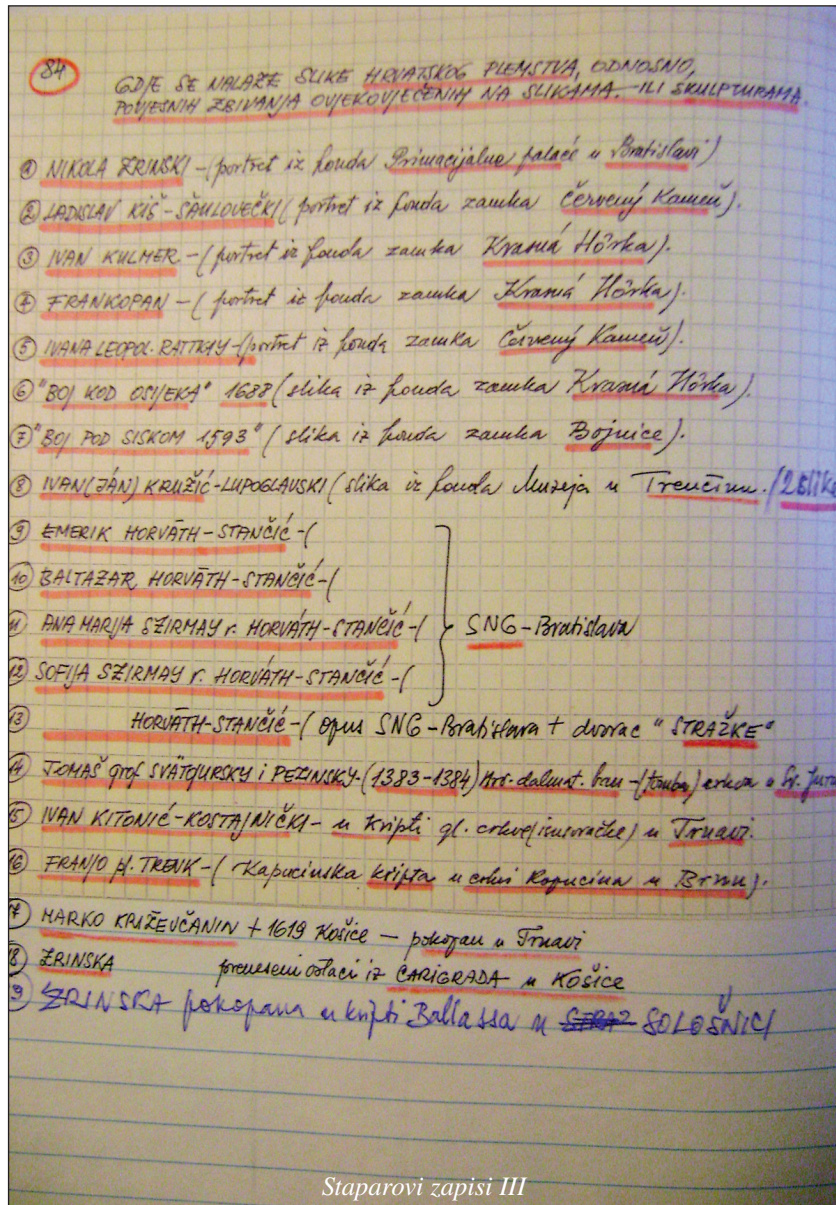 84
GDJE SE NALAZE SLIKE HRVATSKOG PLEMSTVA, ODNOSNO,
POVJESNIH ZBIVANJA OVJEKOVJEČENIH NA SLIKAMA. ILI SKULPTURAMA.
1 NIKOLA ZRINSKI - (portret iz fonda Primacijalne palače u Bratislavi)
2 LADISLAV KIŠ - ŠAULOVEČKI (portret iz fonda zamka Červený Kameň).
3 IVAN KULMER - (portret iz fonda zamka Krasná Hôrka).
4 FRANKOPAN - (portret iz fonda zamka Krasná Hôrka).
5 IVANA LEOPOL. RATTKAY - (portret iz fonda zamka Červený Kameň).
6 "BOJ KOD OSIJEKA" 1688 (slika iz fonda zamka Krasná Hôrka).
7 "BOJ POD SISKOM 1593" (slika iz fonda zamka Bojnice).
8 IVAN (JÁN) KRUŽIĆ - LUPOGLAVSKI (slika iz fonda Muzeja u Trenčinu. / 2 slike
9 EMERIK HORVÁTH - STANČIĆ - (
10 BALTAZAR HORVÁTH - STANČIĆ - (
11 ANA MARIJA SZIRMAY r. HORVÁTH - STANČIĆ - ( SNG - Bratislava
12 SOFIJA SZIRMAY r. HORVÁTH - STANČIĆ - (
13 HORVÁTH - STANČIĆ - ( opus SNG - Bratislava + dvorac "STRAŽKE"
14 TOMAŠ grof SVÄTOJURSKY i PEZINSKY - (1383-1384) Hrv. dalmat. ban - (tomba) crkva u Sv. Jura
15 IVAN KITONIĆ - KOSTAJNIČKI - u kripti gl. crkve (isusovačke) u Trnavi.
16 FRANJO pl. TRENK - ( Kapucinska kripta u crkvi Kapucina u Brnu).
17 MARKO KRIŽEVČANIN + 1619 Košice - pokopan u Trnavi
18 ZRINSKA preneseni ostaci iz CARIGRADA u KOŠICE
19 ZRINSKA pokopana u kripti Ballassa u SOLOŠNICI
Staparovi zapisi III